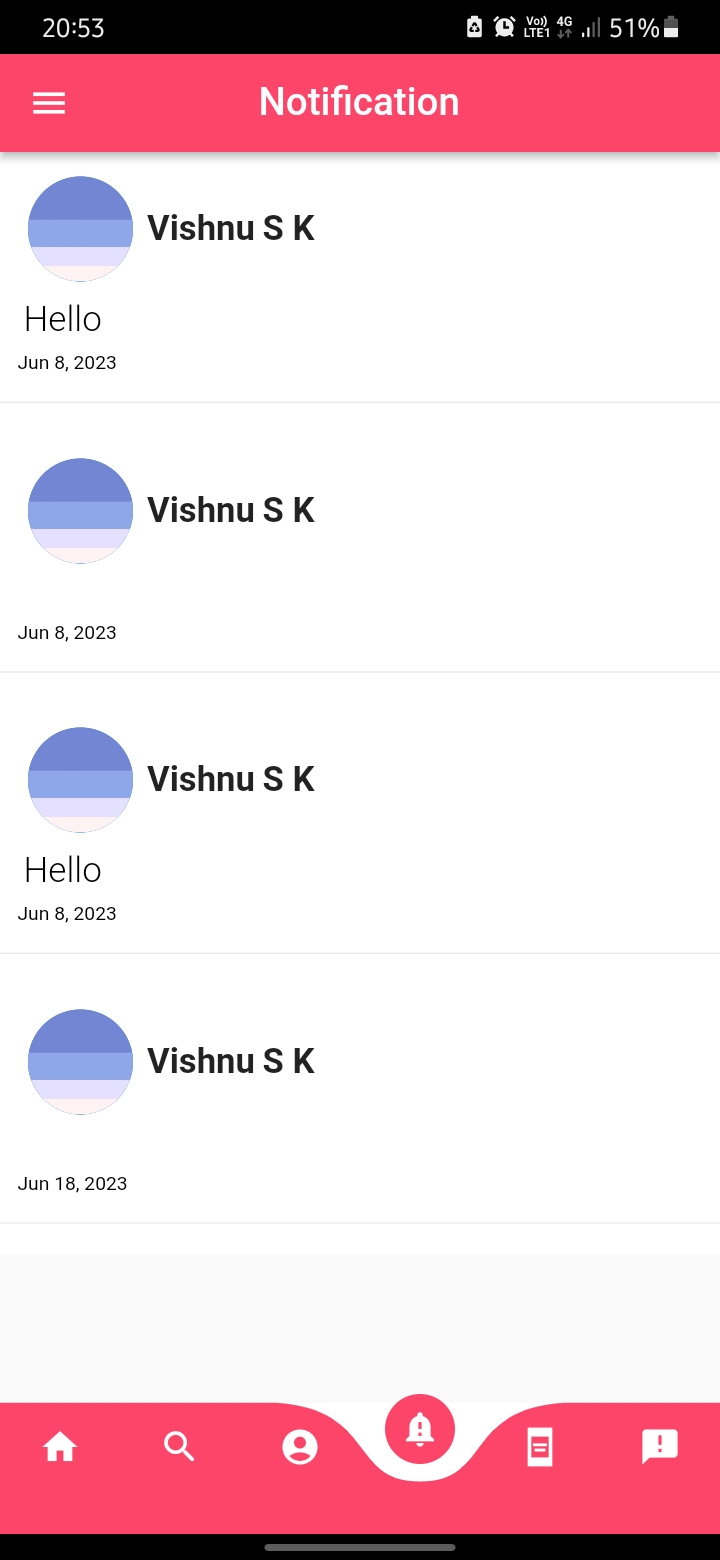 20:53
Vo)) LTE1 4G 51%
Notification
Vishnu S K
Hello
Jun 8, 2023
Vishnu S K
Jun 8, 2023
Vishnu S K
Hello
Jun 8, 2023
Vishnu S K
Jun 18, 2023